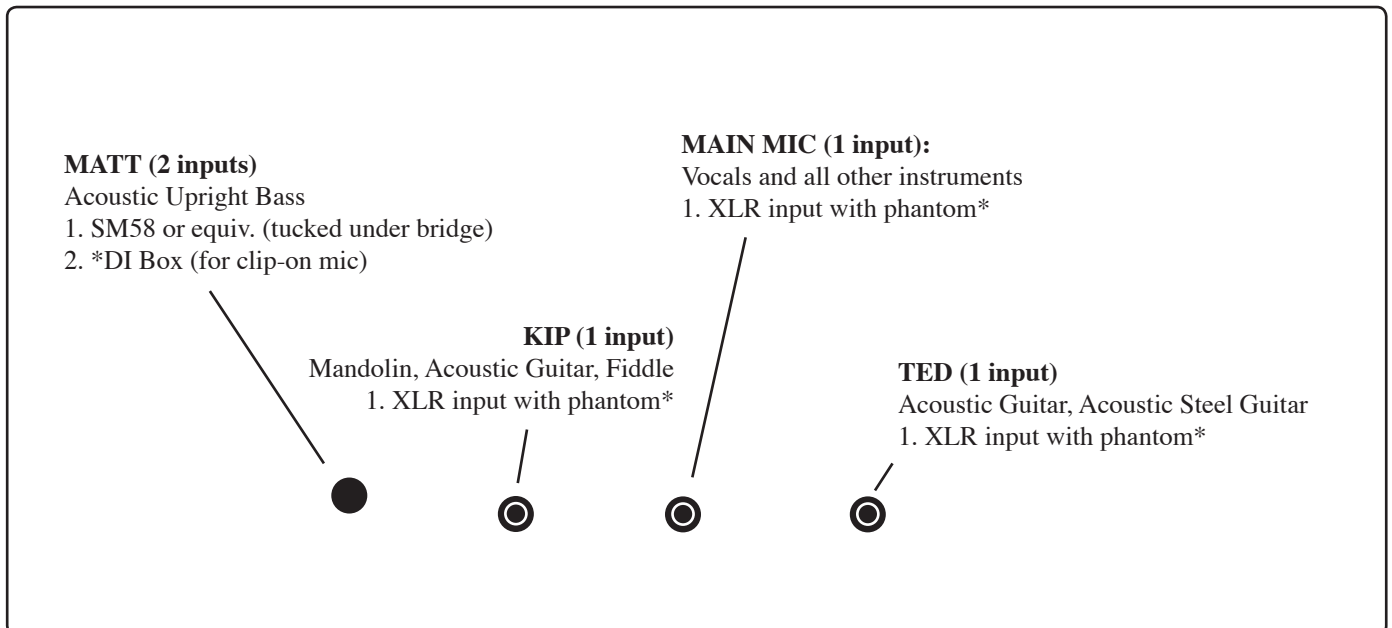 MATT (2 inputs)
Acoustic Upright Bass
1. SM58 or equiv. (tucked under bridge)
2. *DI Box (for clip-on mic)
KIP (1 input)
Mandolin, Acoustic Guitar, Fiddle
1. XLR input with phantom*
MAIN MIC (1 input):
Vocals and all other instruments
1. XLR input with phantom*
TED (1 input)
Acoustic Guitar, Acoustic Steel Guitar
1. XLR input with phantom*